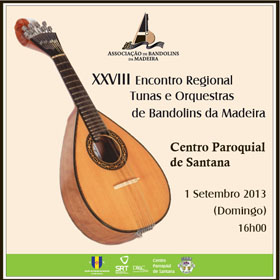 ASSOCIAÇÃO DE BANDOLINS
DA MADEIRA
XXVIII Encontro Regional
Tunas e Orquestras
de Bandolins da Madeira
Centro Paroquial
de Santana
1 Setembro 2013
(Domingo)
16h00
SRT
DRAC
Centro
Paroquial
de Santana